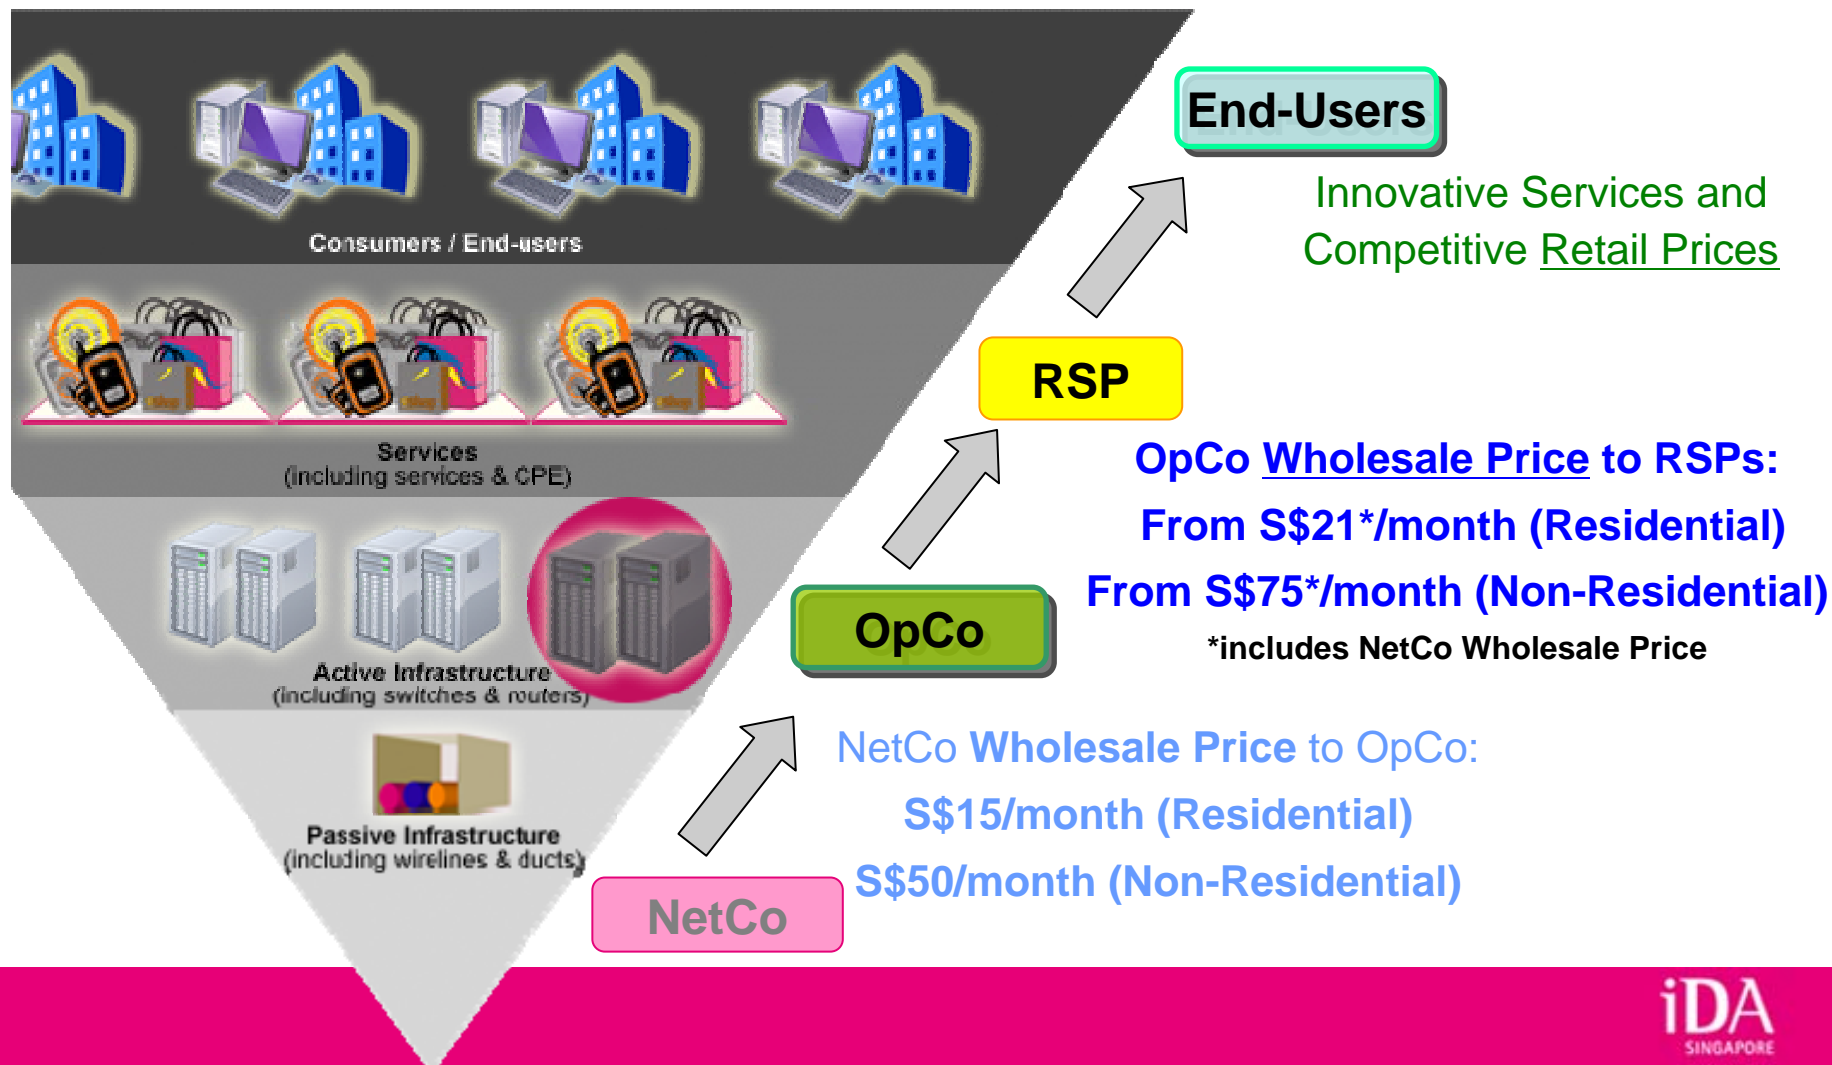 End-Users
Innovative Services and
Competitive Retail Prices
Consumers / End-users
RSP
Services
(including services & CPE)
OpCo Wholesale Price to RSPs:
From S$21*/month (Residential)
From S$75*/month (Non-Residential)
*includes NetCo Wholesale Price
OpCo
Active Infrastructure
(including switches & routers)
NetCo Wholesale Price to OpCo:
S$15/month (Residential)
S$50/month (Non-Residential)
Passive Infrastructure
(including wirelines & ducts)
NetCo
iDA
SINGAPORE